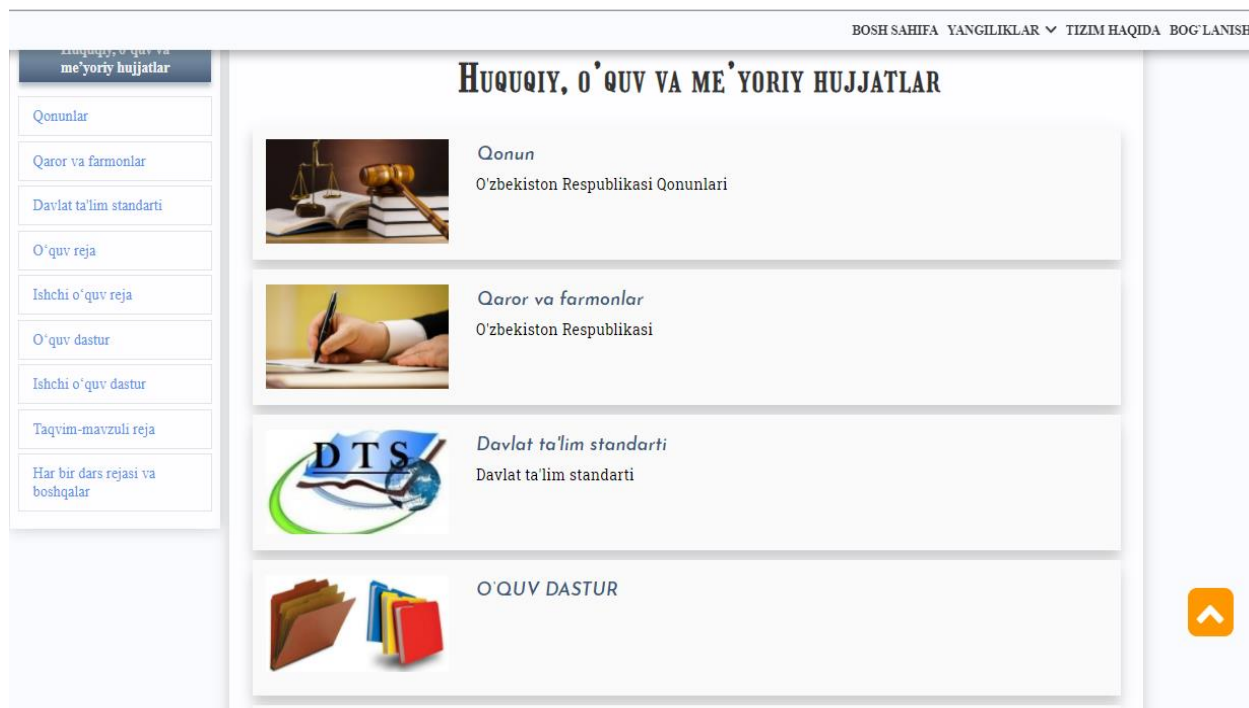 BOSH SAHIFA YANGILIKLAR TIZIM HAQIDA BOG`LANISH
Huquqiy, o'quv va
me'yoriy hujjatlar
Qonunlar
Qaror va farmonlar
Davlat ta'lim standarti
O‘quv reja
Ishchi o‘quv reja
O‘quv dastur
Ishchi o‘quv dastur
Taqvim-mavzuli reja
Har bir dars rejasi va
boshqalar
Huquqiy, o’quv va me’yoriy hujjatlar
Qonun
O'zbekiston Respublikasi Qonunlari
Qaror va farmonlar
O'zbekiston Respublikasi
DTS
Davlat ta'lim standarti
Davlat ta'lim standarti
O'QUV DASTUR